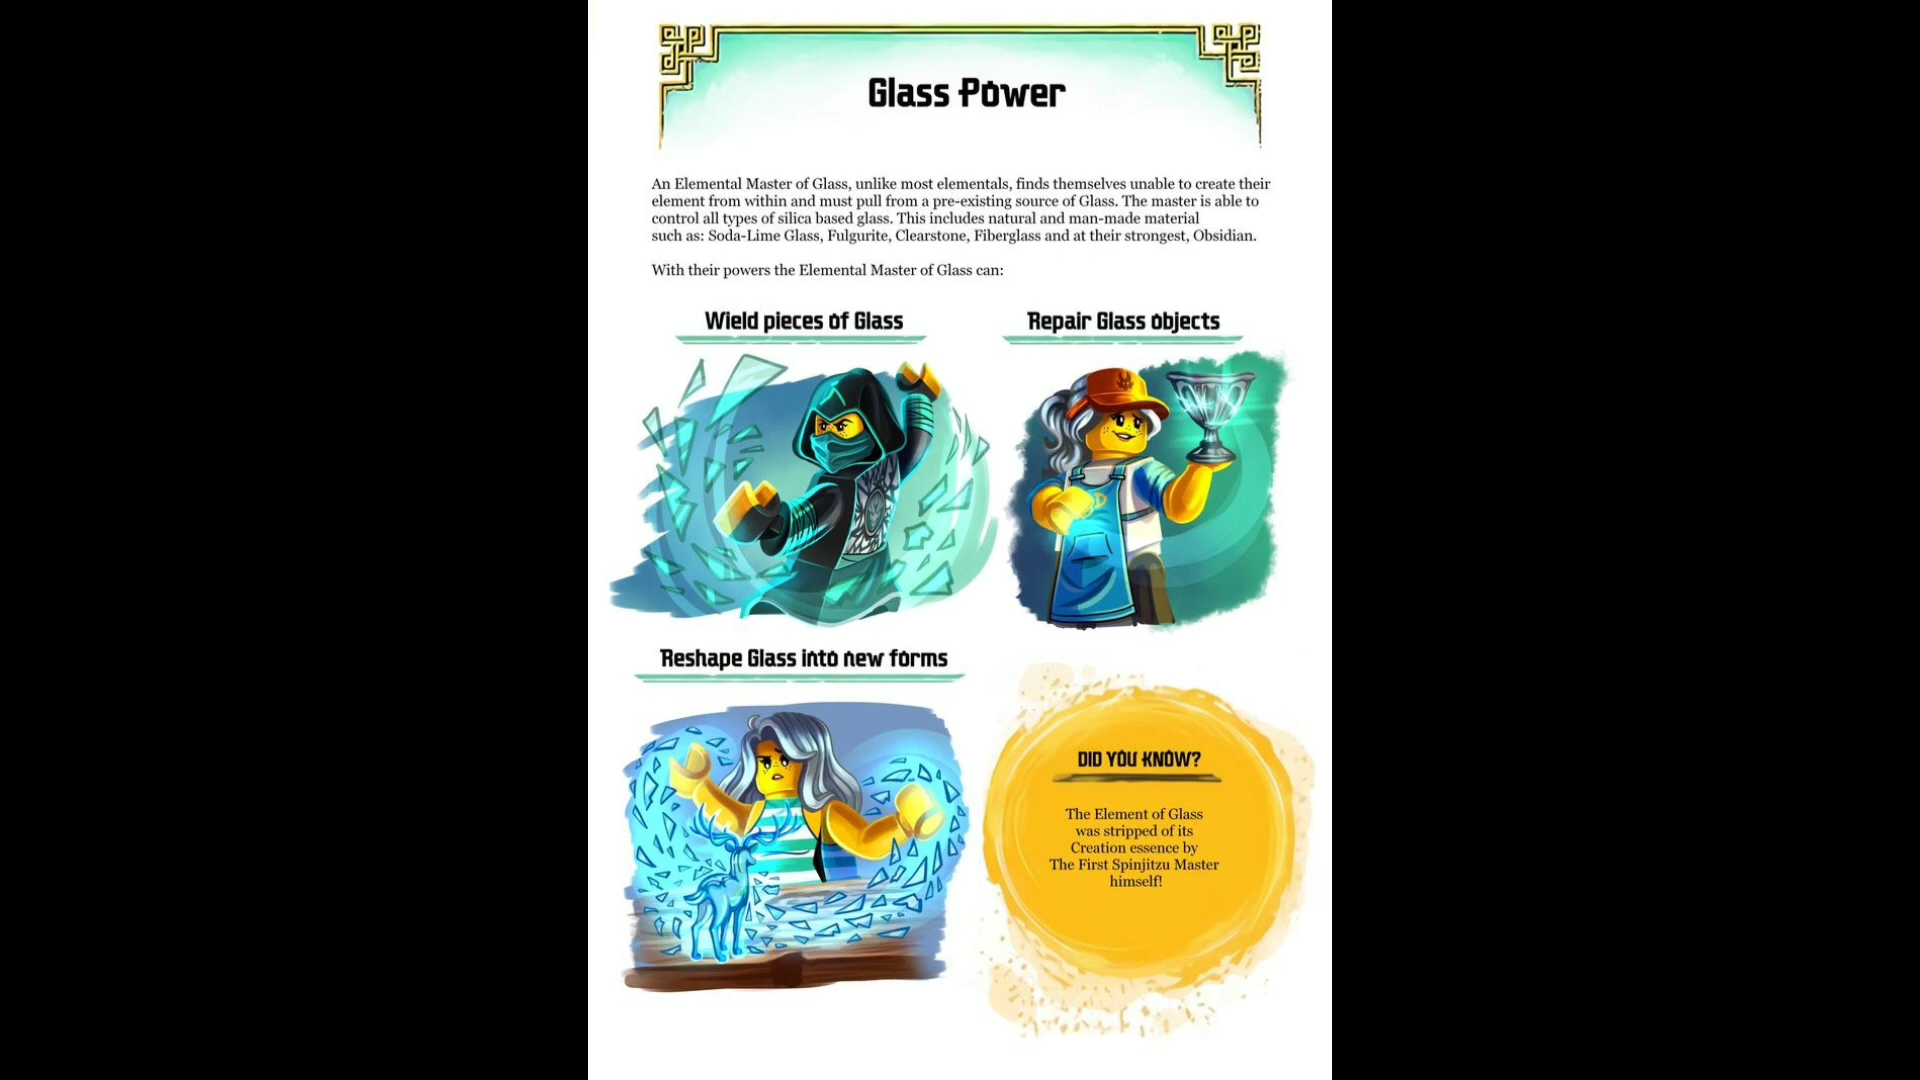 Glass Power
An Elemental Master of Glass, unlike most elementals, finds themselves unable to create their
element from within and must pull from a pre-existing source of Glass. The master is able to
control all types of silica based glass. This includes natural and man-made material
such as: Soda-Lime Glass, Fulgurite, Clearstone, Fiberglass and at their strongest, Obsidian.
With their powers the Elemental Master of Glass can:
Wield pieces of Glass
Repair Glass objects
Reshape Glass into new forms
DID YOU KNOW?
The Element of Glass
was stripped of its
Creation essence by
The First Spinjitzu Master
himself!